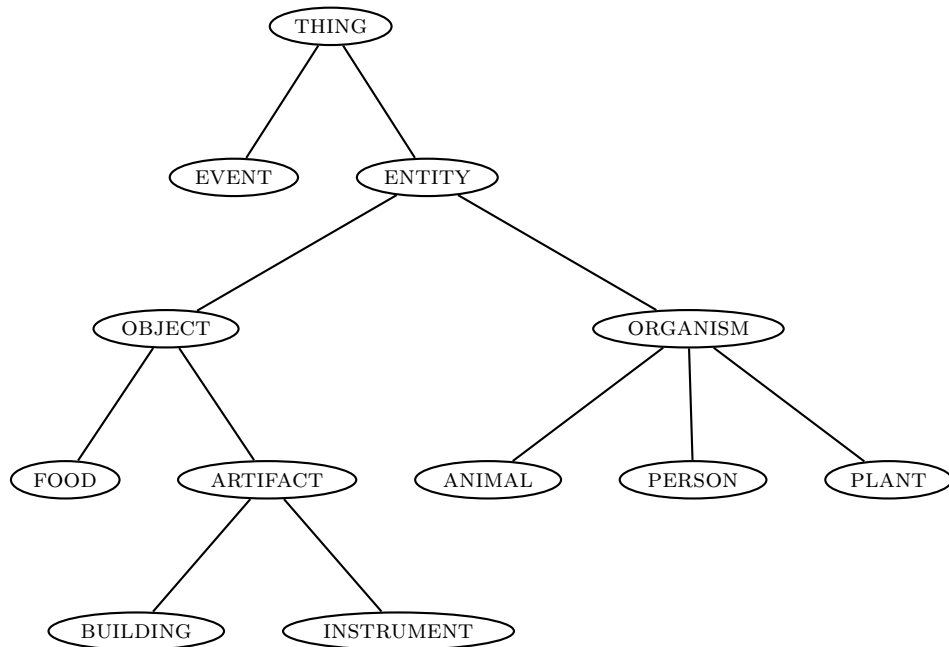 THING
EVENT
ENTITY
OBJECT
ORGANISM
FOOD
ARTIFACT
ANIMAL
PERSON
PLANT
BUILDING
INSTRUMENT